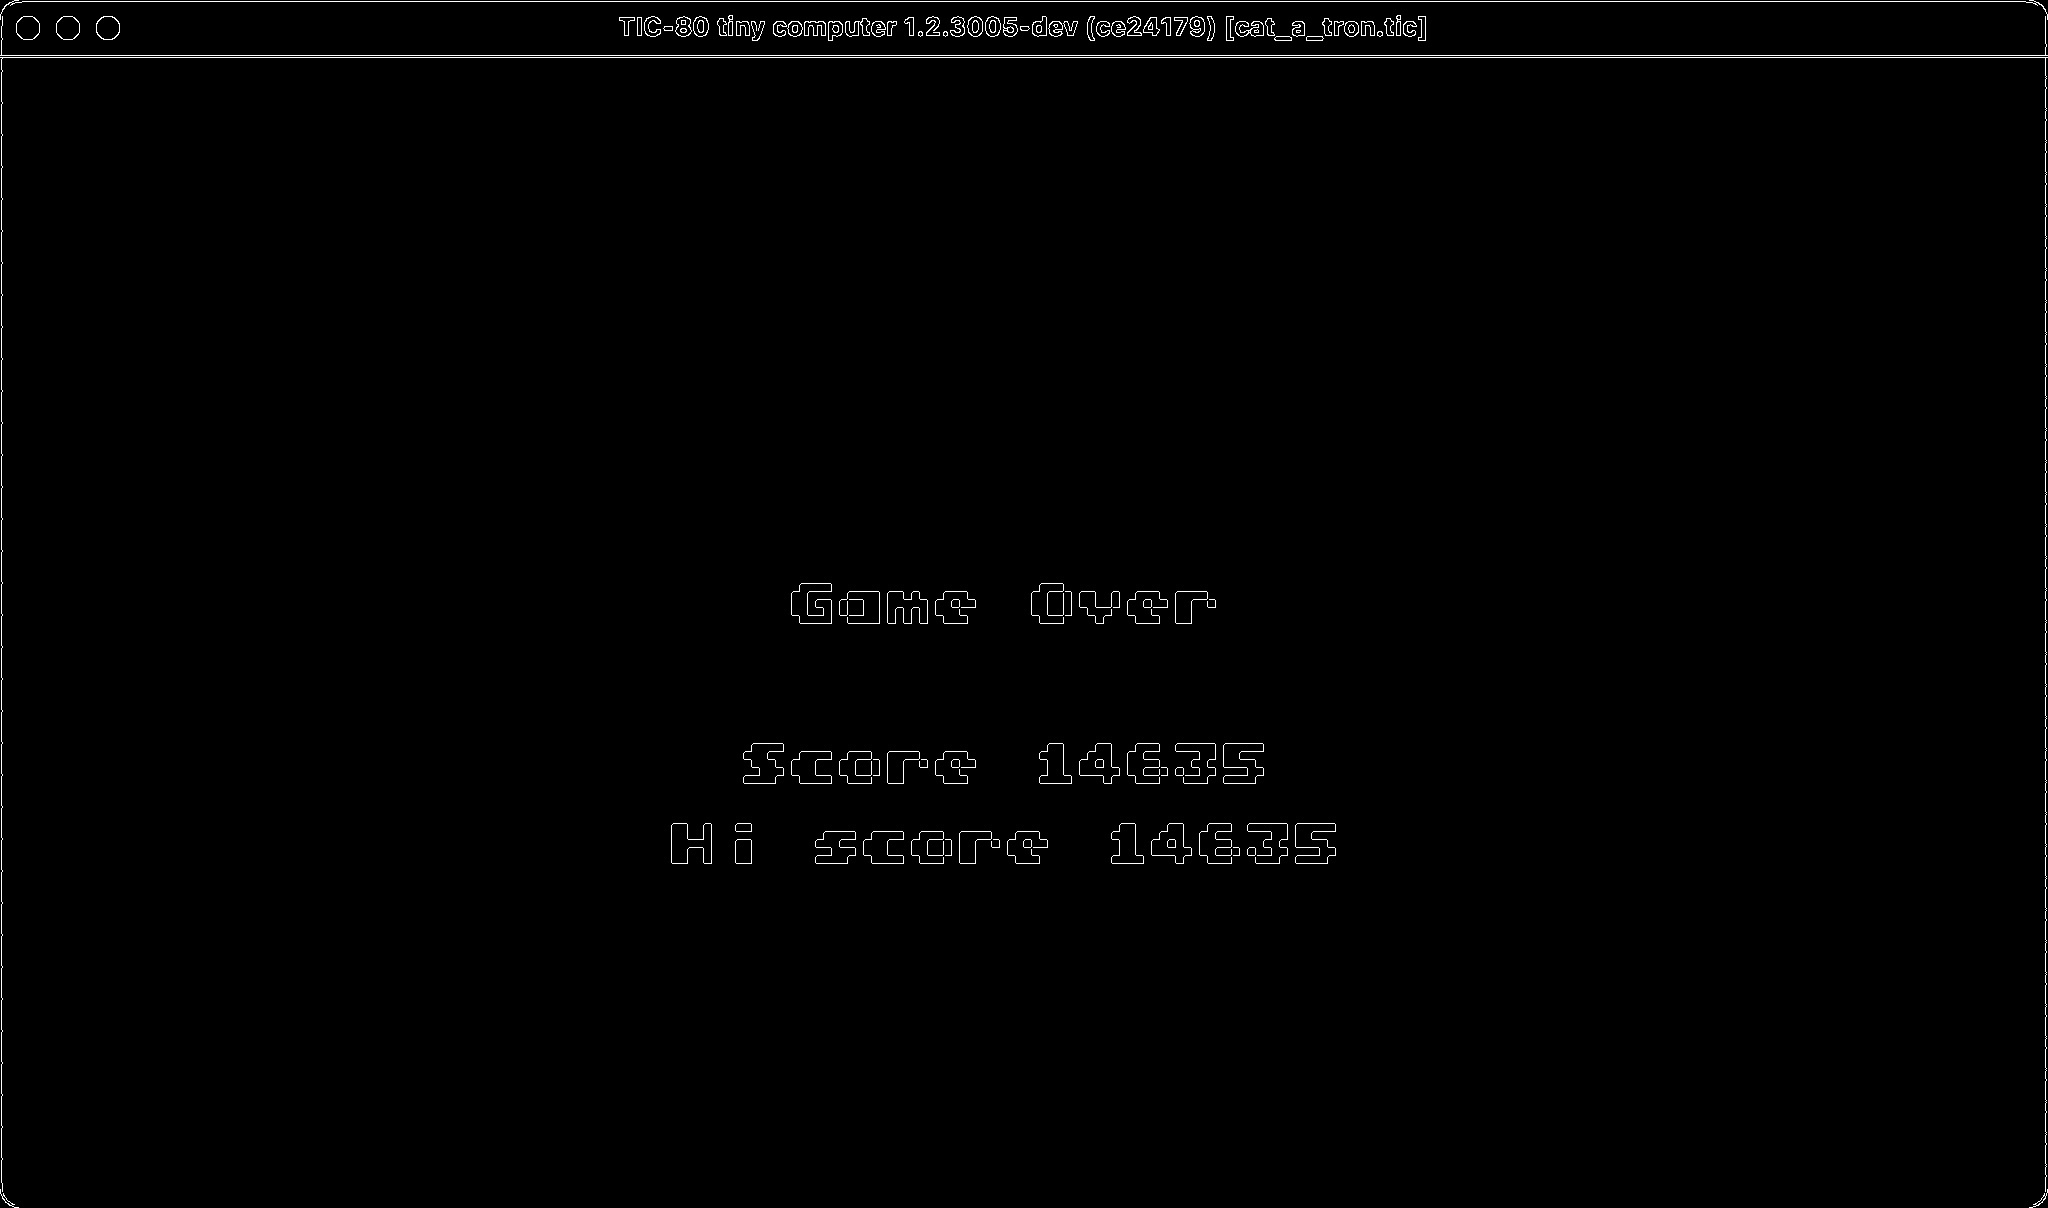 TIC-80 tiny computer 1.2.3005-dev (ce24179) [cat_a_tron.tic]
Game Over
Score 14635
Hi score 14635